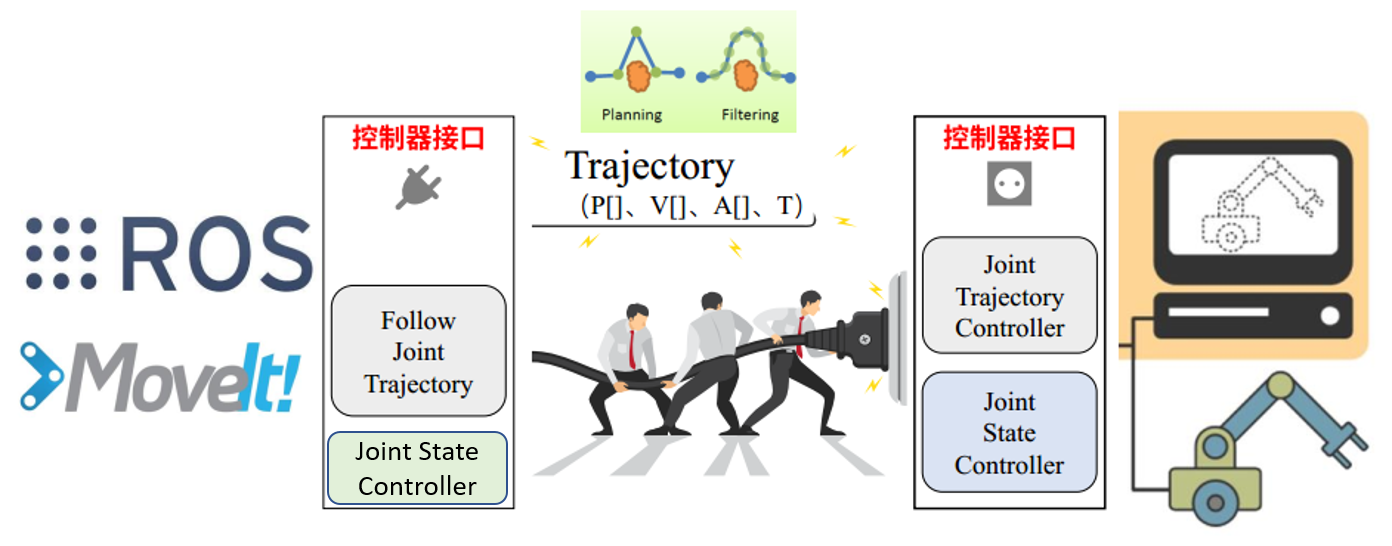 Planning
Filtering
控制器接口
控制器接口
Trajectory
（P[]、V[]、A[]、T）
ROS
MoveIt!
Follow
Joint
Trajectory
Joint State
Controller
Joint
Trajectory
Controller
Joint
State
Controller